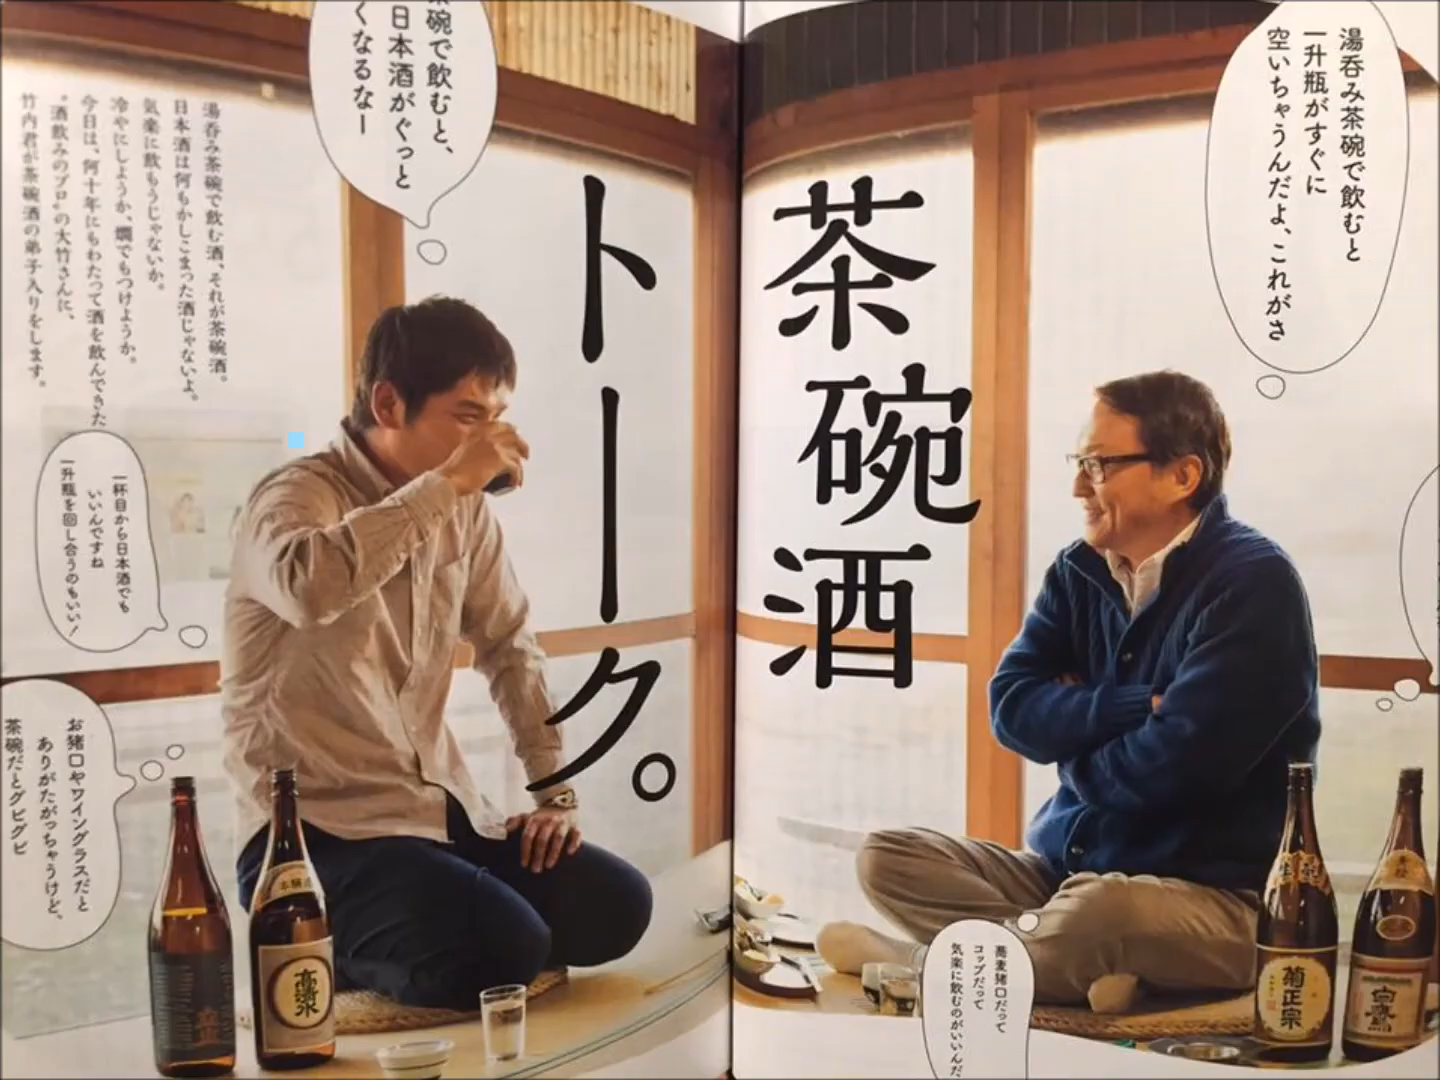 湯呑み茶碗で飲むと
一升瓶がすぐに
空いちゃうんだよ、これがさ
茶碗酒
トーク。
茶碗で飲むと、
日本酒がぐっと
くなるなー
湯呑み茶碗で飲む酒、それが茶碗酒。
日本酒は何もかしこまった酒じゃないよ。
気楽に飲もうじゃないか。
冷やにしようか、燗でもつけようか。
今日は、何十年にもわたって酒を飲んできた
“酒飲みのプロ”の大竹さんに、
竹内君が茶碗酒の弟子入りをします。
一杯目から日本酒でも
いいんですね
一升瓶を回し合うのもいい!
お猪口やワイングラスだと
ありがたがっちゃうけど、
茶碗だとグビグビ
蕎麦猪口だって
コップだって
気楽に飲むのがいいんだ
本醸造
高清水
菊正宗